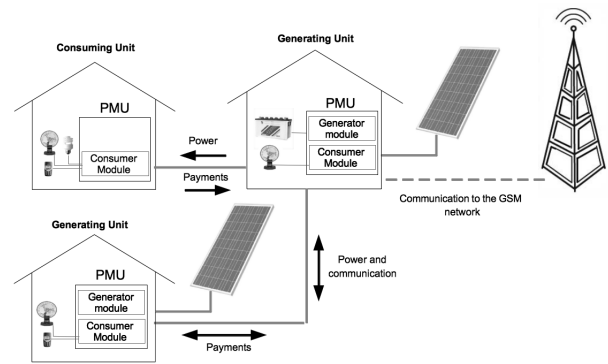 Consuming Unit
PMU
Consumer
Module
Generating Unit
PMU
Generator
module
Consumer
Module
Power
Payments
Communication to the GSM
network
Generating Unit
PMU
Generator
module
Consumer
Module
Power and
communication
Payments